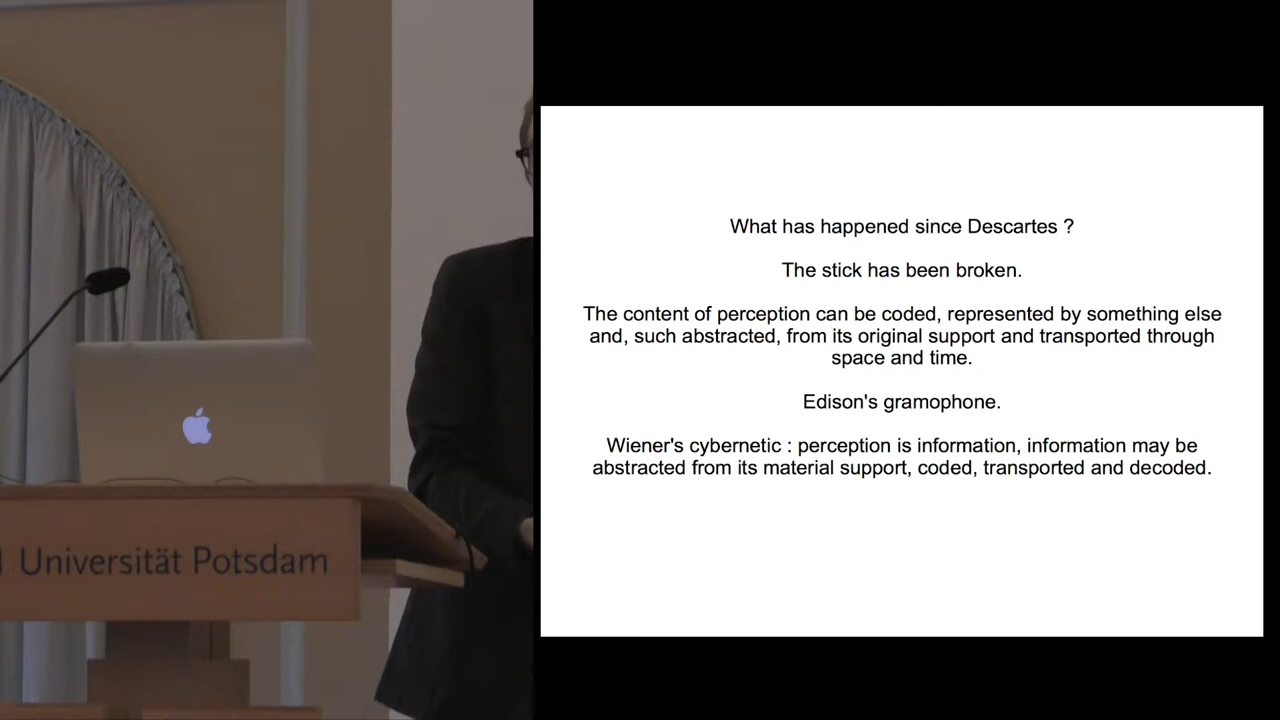 Universität Potsdam
What has happened since Descartes ?
The stick has been broken.
The content of perception can be coded, represented by something else
and, such abstracted, from its original support and transported through
space and time.
Edison's gramophone.
Wiener's cybernetic : perception is information, information may be
abstracted from its material support, coded, transported and decoded.